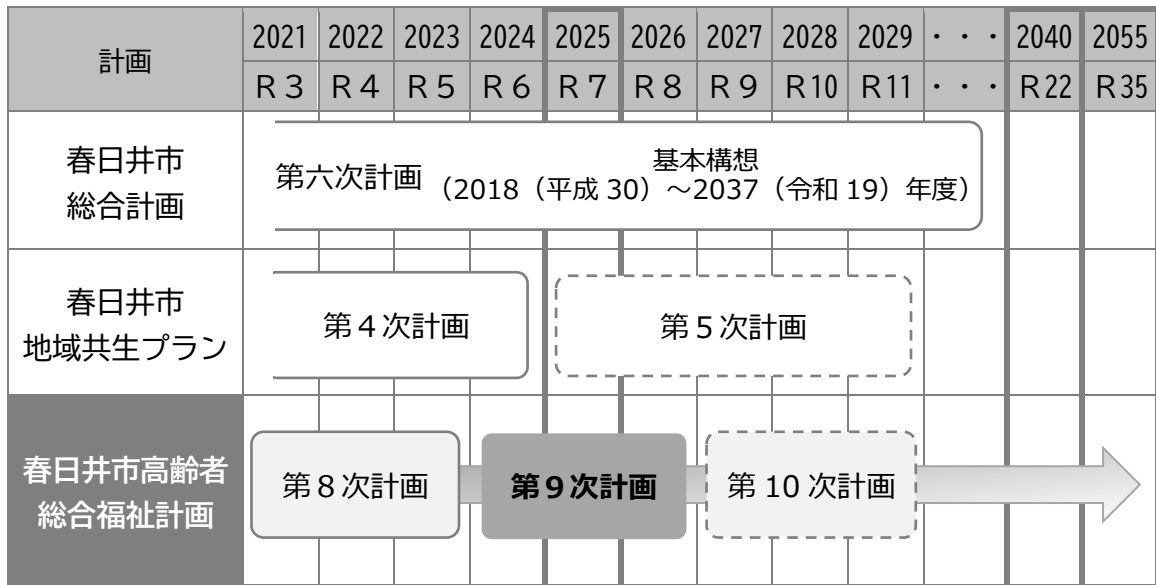 計画
2021 2022 2023 2024 2025 2026 2027 2028 2029 ・・・ 2040 2055
R3 R4 R5 R6 R7 R8 R9 R10 R11 ・・・ R22 R35
春日井市
総合計画
第六次計画
基本構想
（2018（平成 30）～2037（令和 19）年度）
春日井市
地域共生プラン
第４次計画
第５次計画
春日井市高齢者
総合福祉計画
第８次計画
第９次計画
第 10 次計画